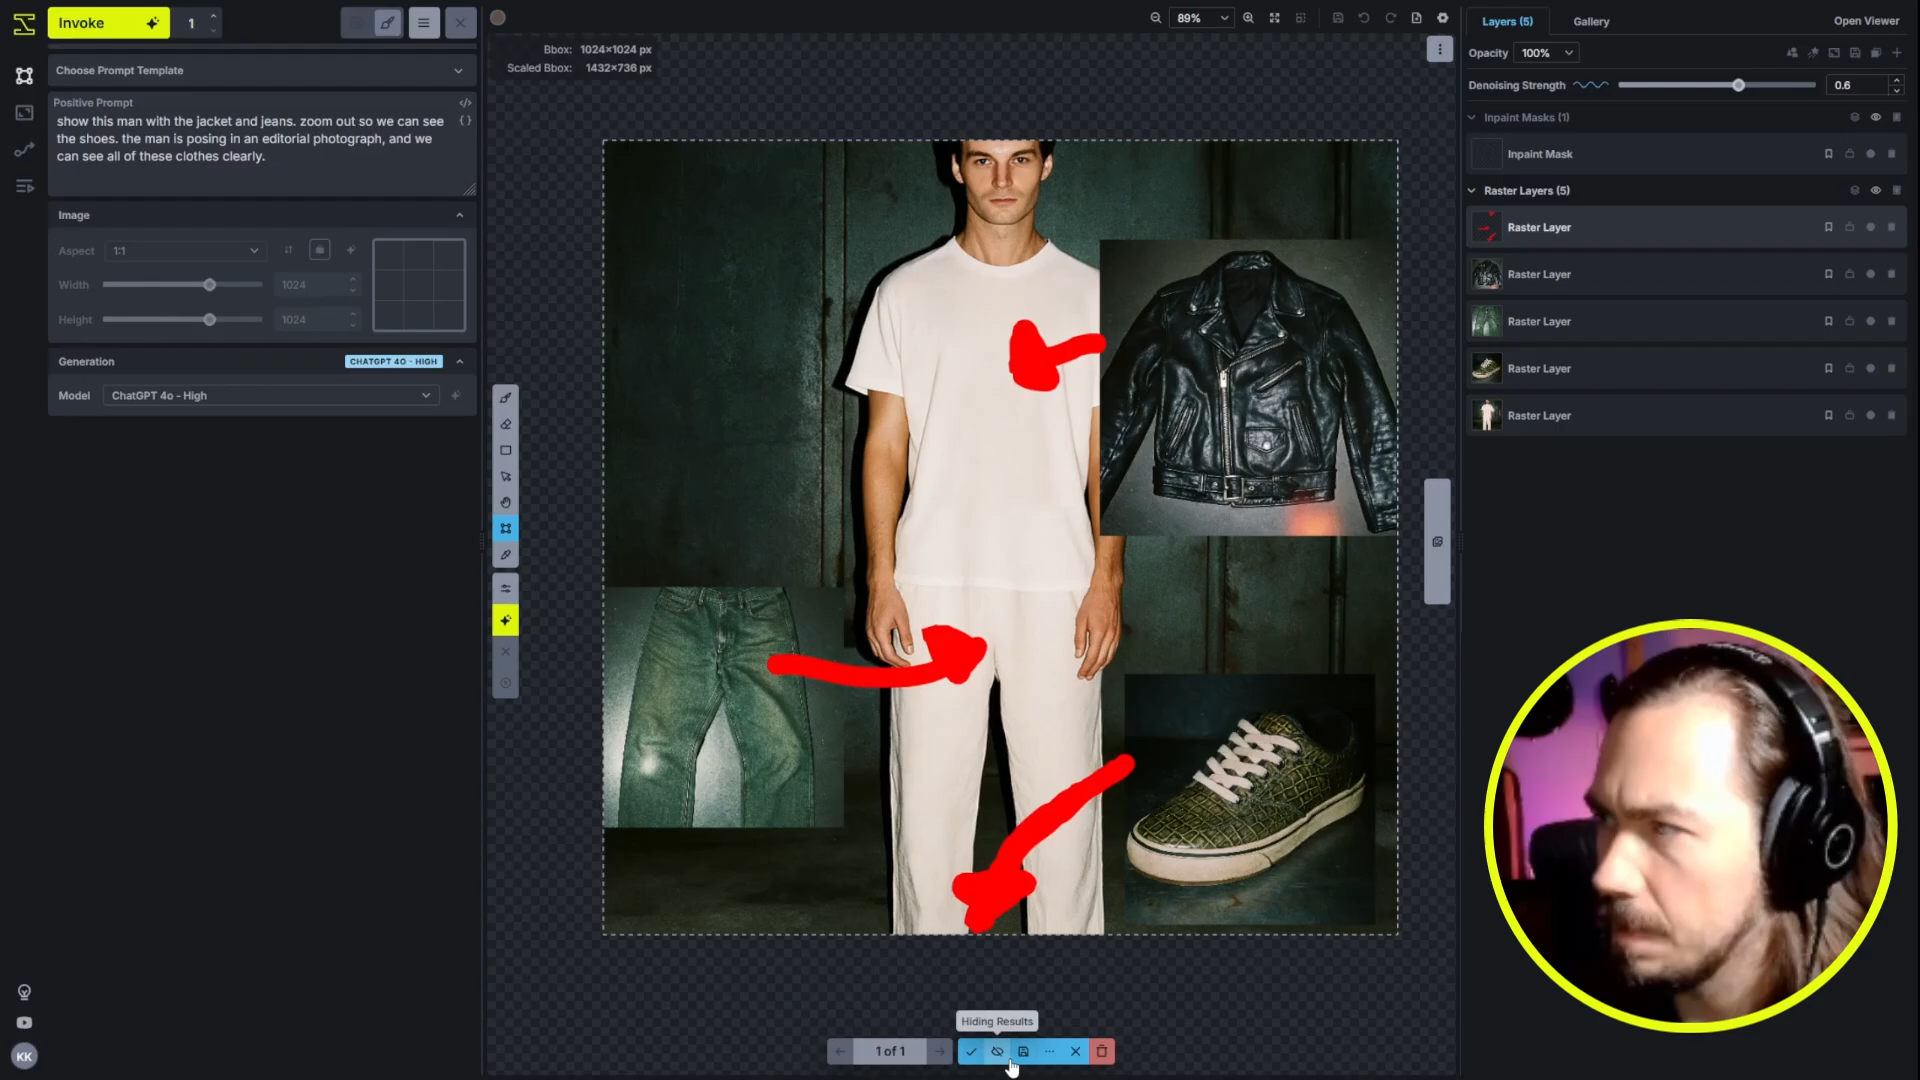 Invoke
1
89%
Layers (5)
Gallery
Open Viewer
Bbox: 1024×1024 px
Scaled Bbox: 1432×736 px
Opacity
100%
Choose Prompt Template
Denoising Strength
0.6
Positive Prompt
show this man with the jacket and jeans. zoom out so we can see
the shoes. the man is posing in an editorial photograph, and we
can see all of these clothes clearly.
Inpaint Masks (1)
Inpaint Mask
Raster Layers (5)
Raster Layer
Raster Layer
Raster Layer
Raster Layer
Raster Layer
Image
Aspect
1:1
Width
1024
Height
1024
Generation
CHATGPT 4O - HIGH
Model
ChatGPT 4o - High
Hiding Results
1 of 1
KK